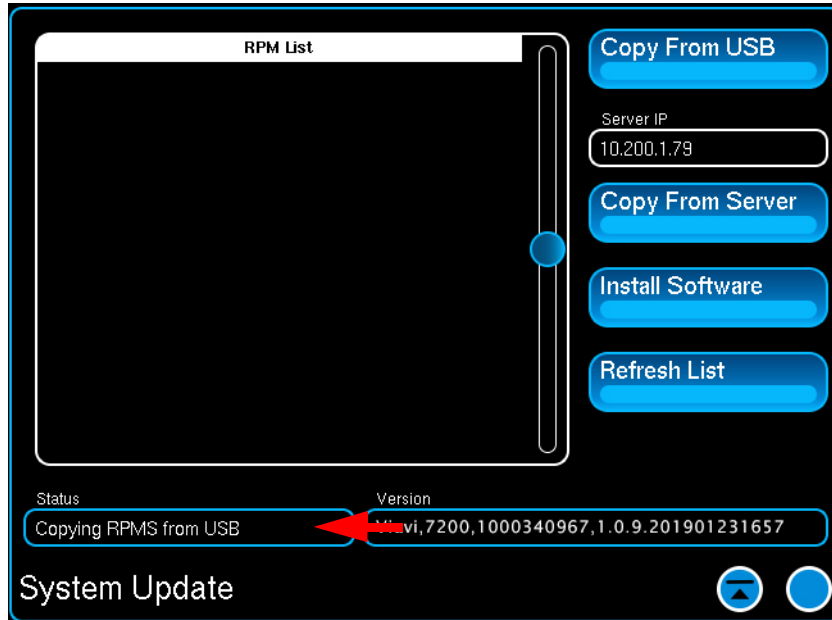 RPM List
Copy From USB
Server IP
10.200.1.79
Copy From Server
Install Software
Refresh List
Status
Version
Copying RPMS from USB
Viavi,7200,1000340967,1.0.9.201901231657
System Update